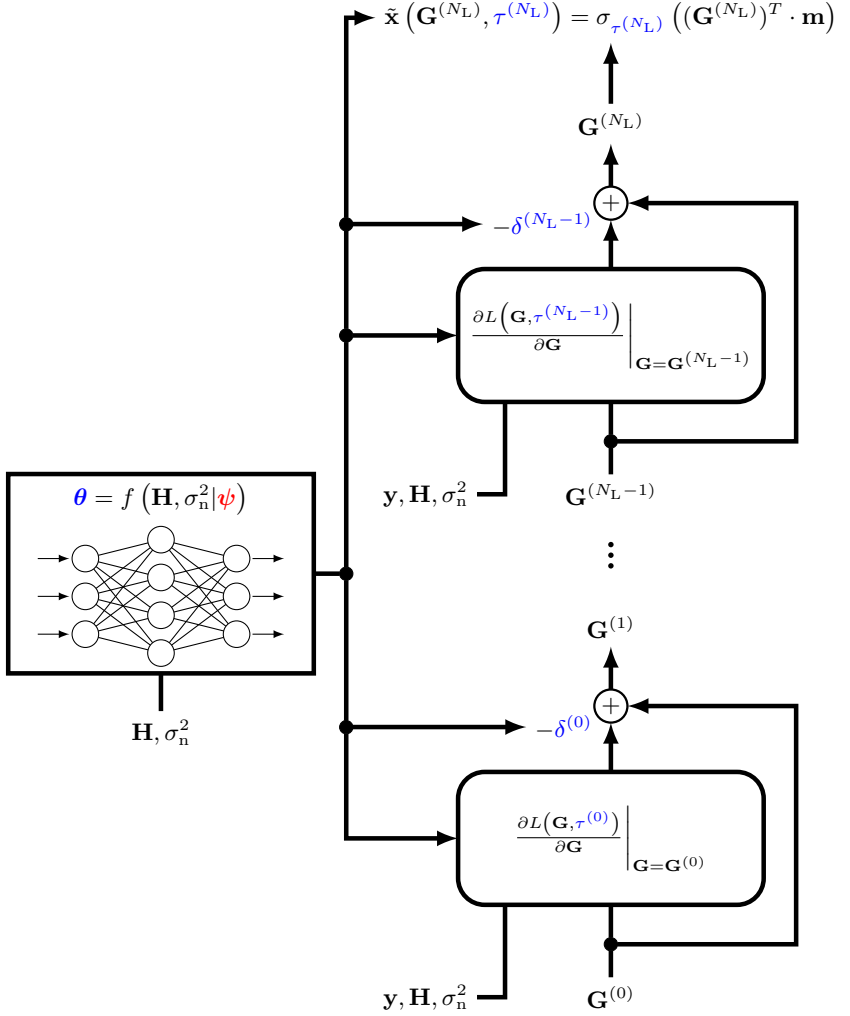 x̃ (G^(N_L), τ^(N_L)) = σ_τ^(N_L) ((G^(N_L))^T · m)
G^(N_L)
+
−δ^(N_L−1)
∂L(G,τ^(N_L−1)) / ∂G |_G=G^(N_L−1)
y, H, σ_n^2
G^(N_L−1)
θ = f (H, σ_n^2|ψ)
⋮
H, σ_n^2
G^(1)
+
−δ^(0)
∂L(G,τ^(0)) / ∂G |_G=G^(0)
y, H, σ_n^2
G^(0)